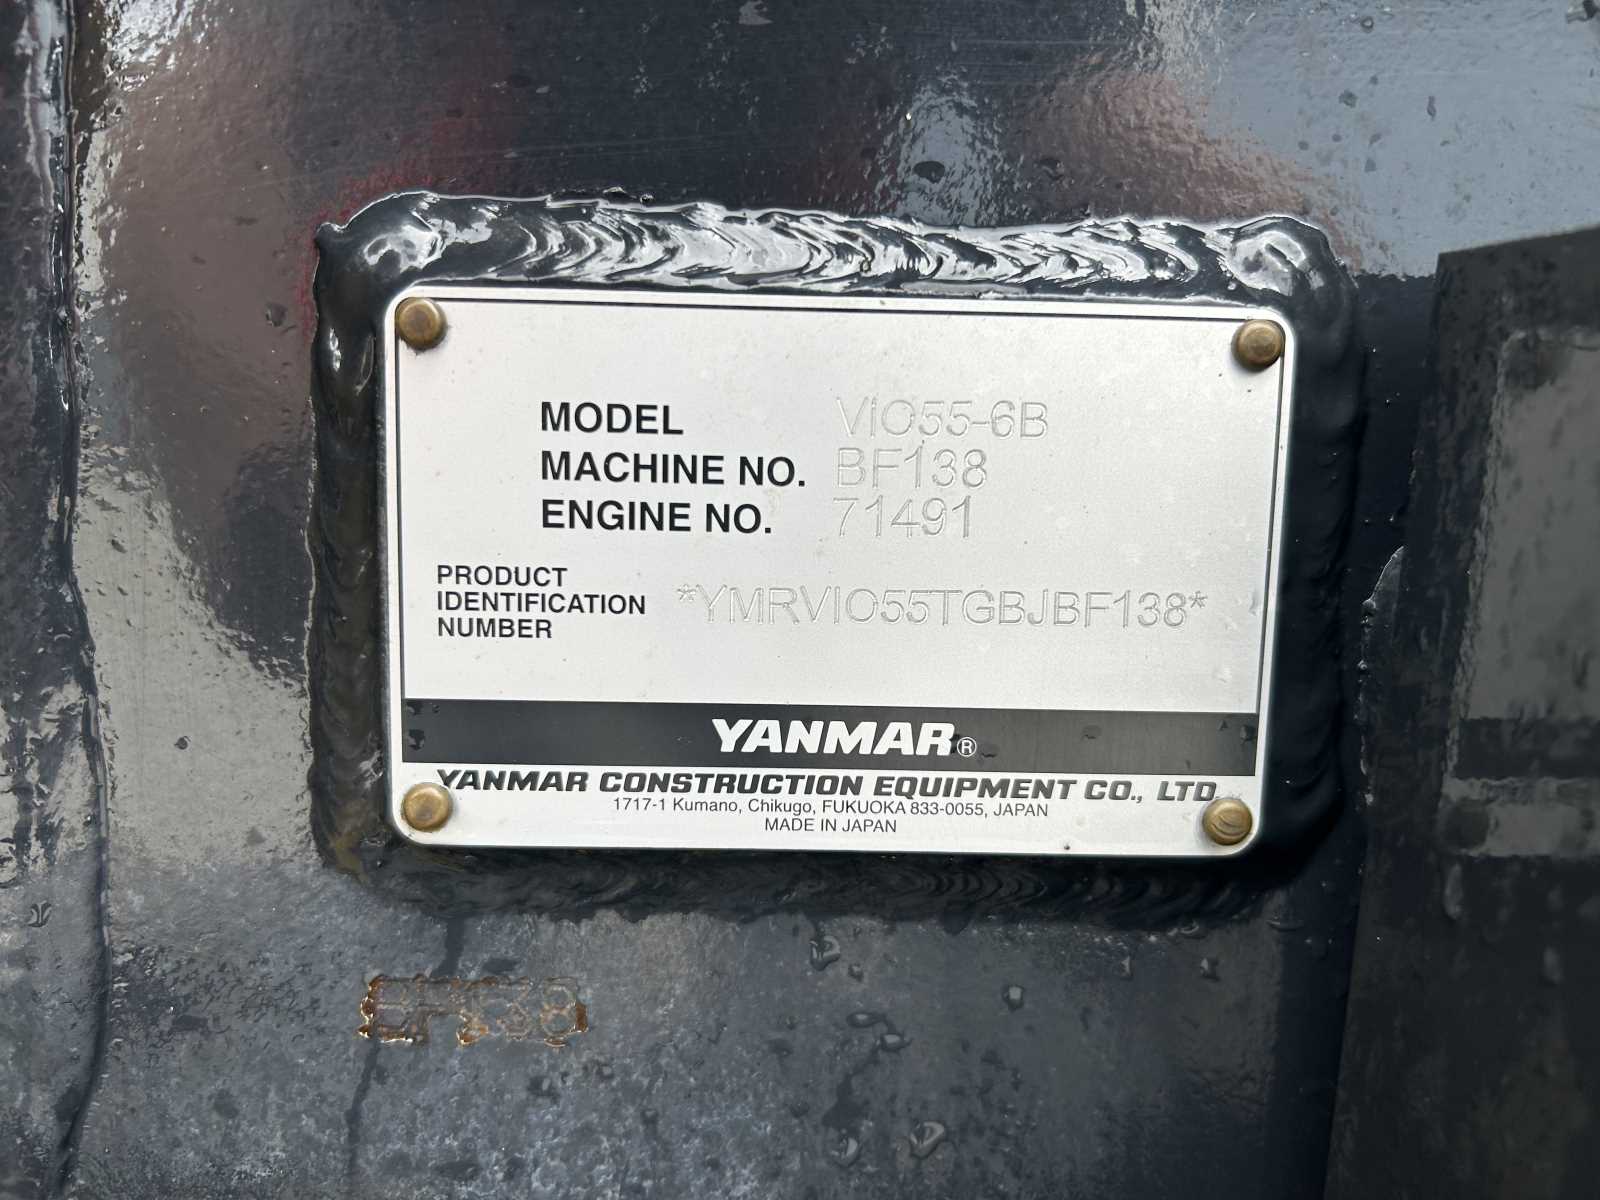 MODEL VIO55-6B
MACHINE NO. BF138
ENGINE NO. 71491
PRODUCT
IDENTIFICATION
NUMBER
*YMRVIO55TGBJBF138*
YANMAR®
YANMAR CONSTRUCTION EQUIPMENT CO., LTD.
1717-1 Kumano, Chikugo, FUKUOKA 833-0055, JAPAN
MADE IN JAPAN
BF138